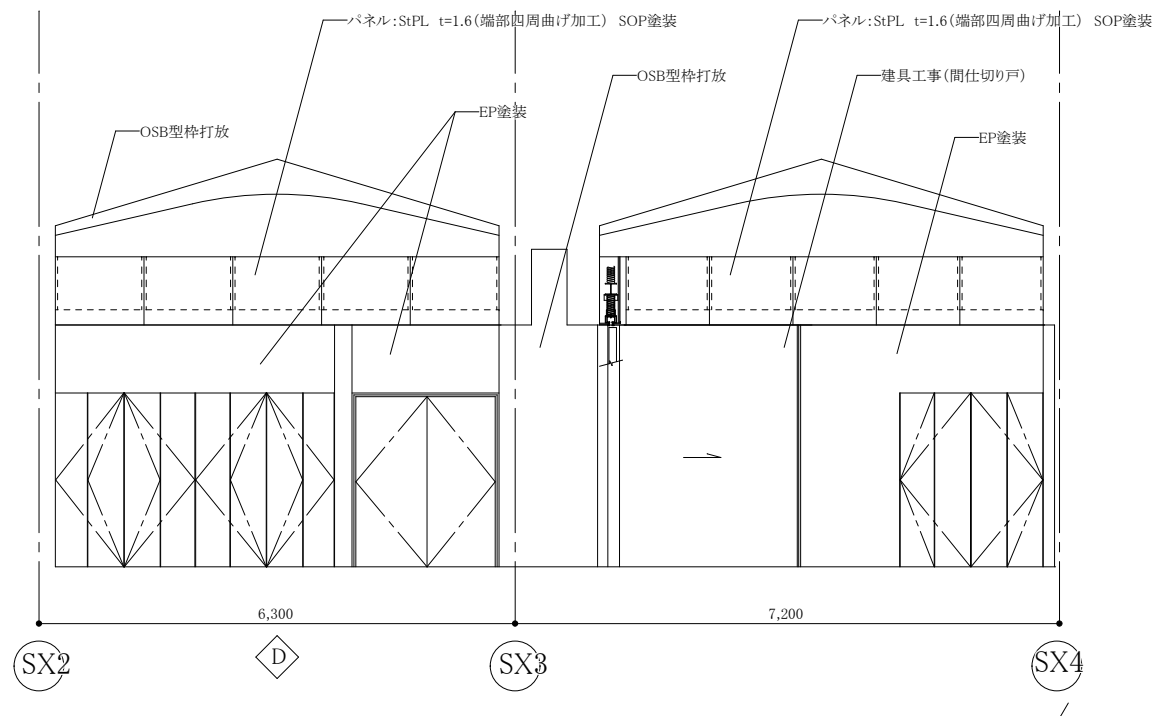 パネル:StPL t=1.6(端部四周曲げ加工) SOP塗装
パネル:StPL t=1.6(端部四周曲げ加工) SOP塗装
OSB型枠打放
建具工事(間仕切り戸)
EP塗装
OSB型枠打放
EP塗装
6,300
7,200
SX2
D
SX3
SX4